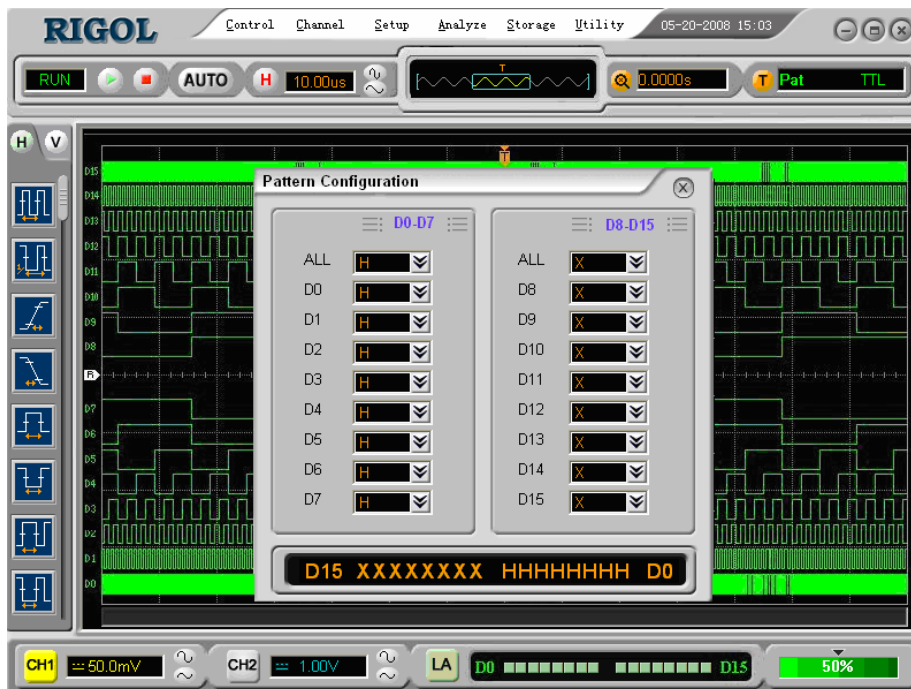 RIGOL Control Channel Setup Analyze Storage Utility 05-20-2008 15:03
RUN AUTO H 10.00us T 0.0000s T Pat TTL
H V
T
D15
D14
D13
D12
D11
D10
D9
D8
R
D7
D6
D5
D4
D3
D2
D1
D0
Pattern Configuration
D0-D7
ALL H
D0 H
D1 H
D2 H
D3 H
D4 H
D5 H
D6 H
D7 H
D8-D15
ALL X
D8 X
D9 X
D10 X
D11 X
D12 X
D13 X
D14 X
D15 X
D15 XXXXXXXX HHHHHHHH D0
CH1 50.0mV CH2 1.00V LA D0 D15 50%